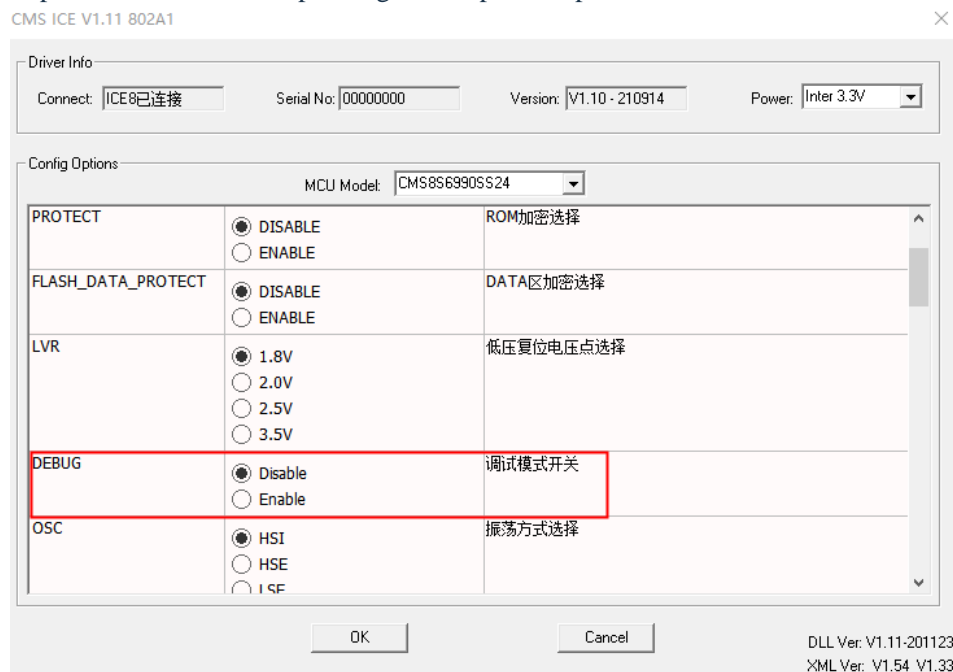 CMS ICE V1.11 802A1
Driver Info
Connect: ICE8已连接 Serial No: 00000000 Version: V1.10 - 210914 Power: Inter 3.3V
Config Options
MCU Model: CMS8S6990SS24
PROTECT DISABLE ROM加密选择
ENABLE
FLASH_DATA_PROTECT DISABLE DATA区加密选择
ENABLE
LVR 1.8V 低压复位电压点选择
2.0V
2.5V
3.5V
DEBUG Disable 调试模式开关
Enable
OSC HSI 振荡方式选择
HSE
LSE
OK Cancel
DLL Ver: V1.11-201123
XML Ver: V1.54 V1.33